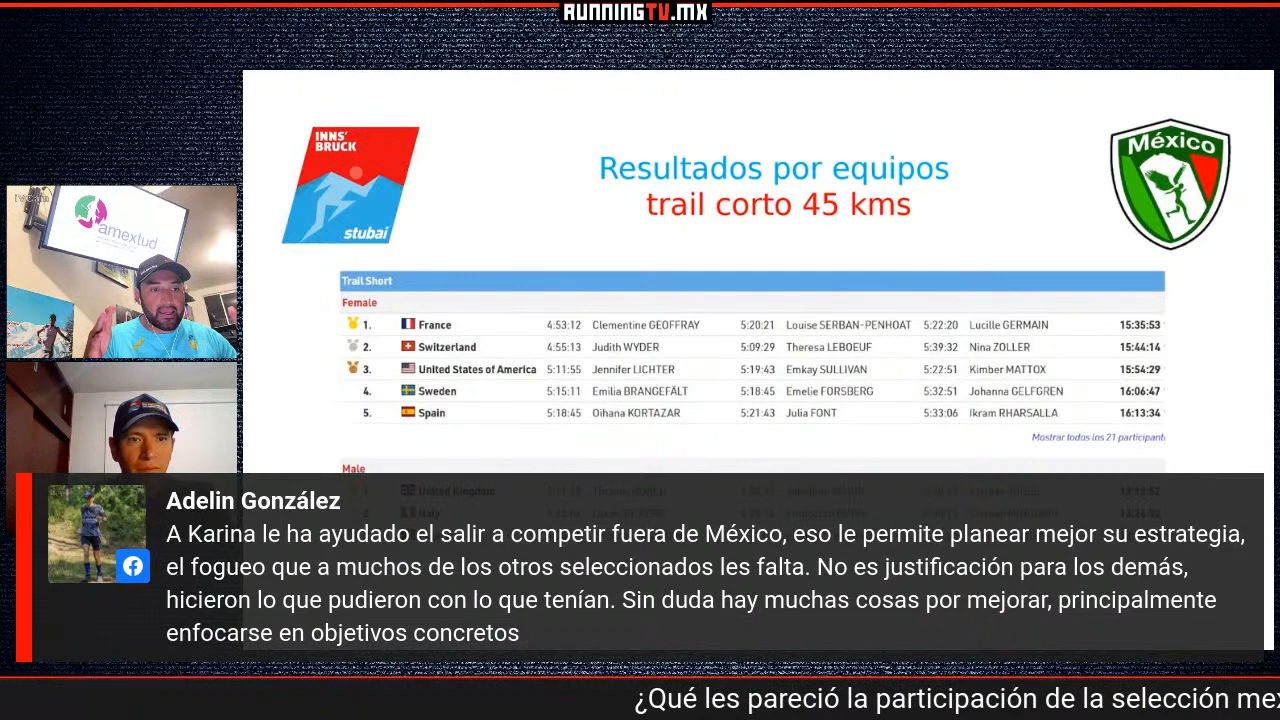 RUNNINGTV.MX
INNS'
BRUCK
stubai
Resultados por equipos
trail corto 45 kms
México
amextud
Trail Short
Female
1. France 4:53:12 Clementine GEOFFRAY 5:20:21 Louise SERBAN-PENHOAT 5:22:20 Lucille GERMAIN 15:35:53
2. Switzerland 4:55:13 Judith WYDER 5:09:29 Theresa LEBOEUF 5:39:32 Nina ZOLLER 15:44:14
3. United States of America 5:11:55 Jennifer LICHTER 5:19:43 Emkay SULLIVAN 5:22:51 Kimber MATTOX 15:54:29
4. Sweden 5:15:11 Emilia BRANGEFÄLT 5:18:45 Emelie FORSBERG 5:32:51 Johanna GELFGREN 16:06:47
5. Spain 5:18:45 Oihana KORTAZAR 5:21:43 Julia FONT 5:33:06 Ikram RHARSALLA 16:13:34
Mostrar todos los 21 participant
Male
United Kingdom
Italy
Adelin González
A Karina le ha ayudado el salir a competir fuera de México, eso le permite planear mejor su estrategia,
el fogueo que a muchos de los otros seleccionados les falta. No es justificación para los demás,
hicieron lo que pudieron con lo que tenían. Sin duda hay muchas cosas por mejorar, principalmente
enfocarse en objetivos concretos
¿Qué les pareció la participación de la selección mex